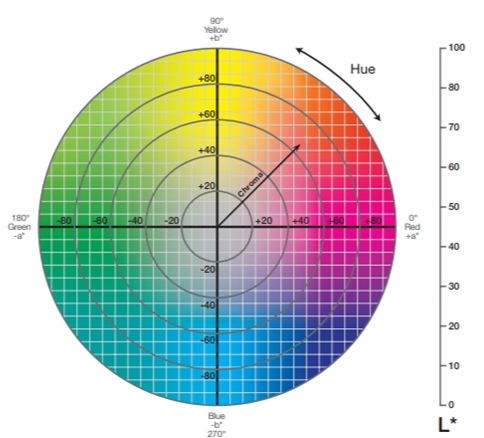 90°
Yellow
+b*
Hue
+80
+60
+40
+20
Chroma
180°
Green
-a*
-80 -60 -40 -20 +20 +40 +60 +80
0°
Red
+a*
-20
-40
-60
-80
Blue
-b*
270°
100
80
70
60
50
40
30
20
10
0
L*